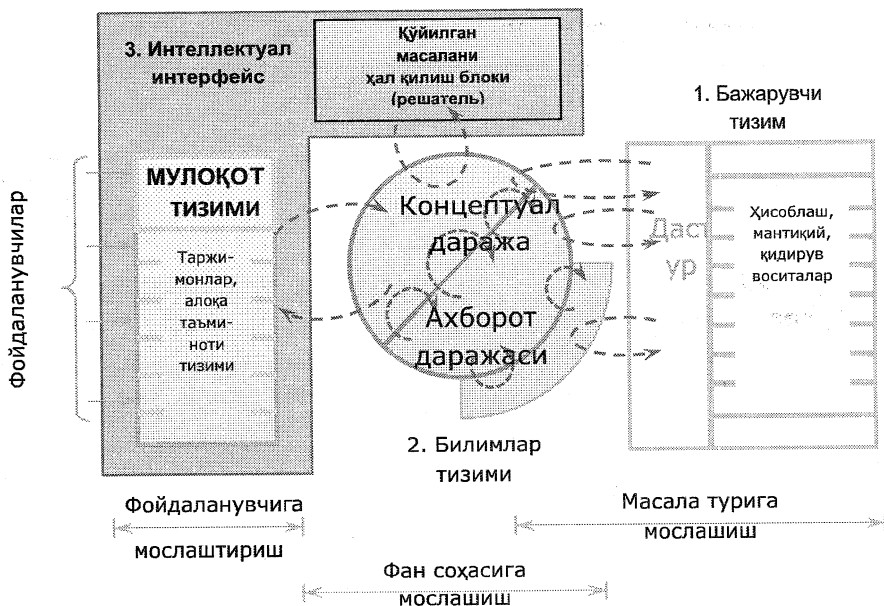 3. Интеллектуал
интерфейс
Қўйилган
масалани
ҳал қилиш блоки
(решатель)
1. Бажарувчи
тизим
Фойдаланувчилар
МУЛОҚОТ
ТИЗИМИ
Таржи-
монлар,
алоқа
таъми-
ноти
тизими
Концептуал
даража
Ахборот
даражаси
Даст
ур
Ҳисоблаш,
мантиқий,
қидирув
воситалар
2. Билимлар
тизими
Фойдаланувчига
мослаштириш
Масала турига
мослашиш
Фан соҳасига
мослашиш